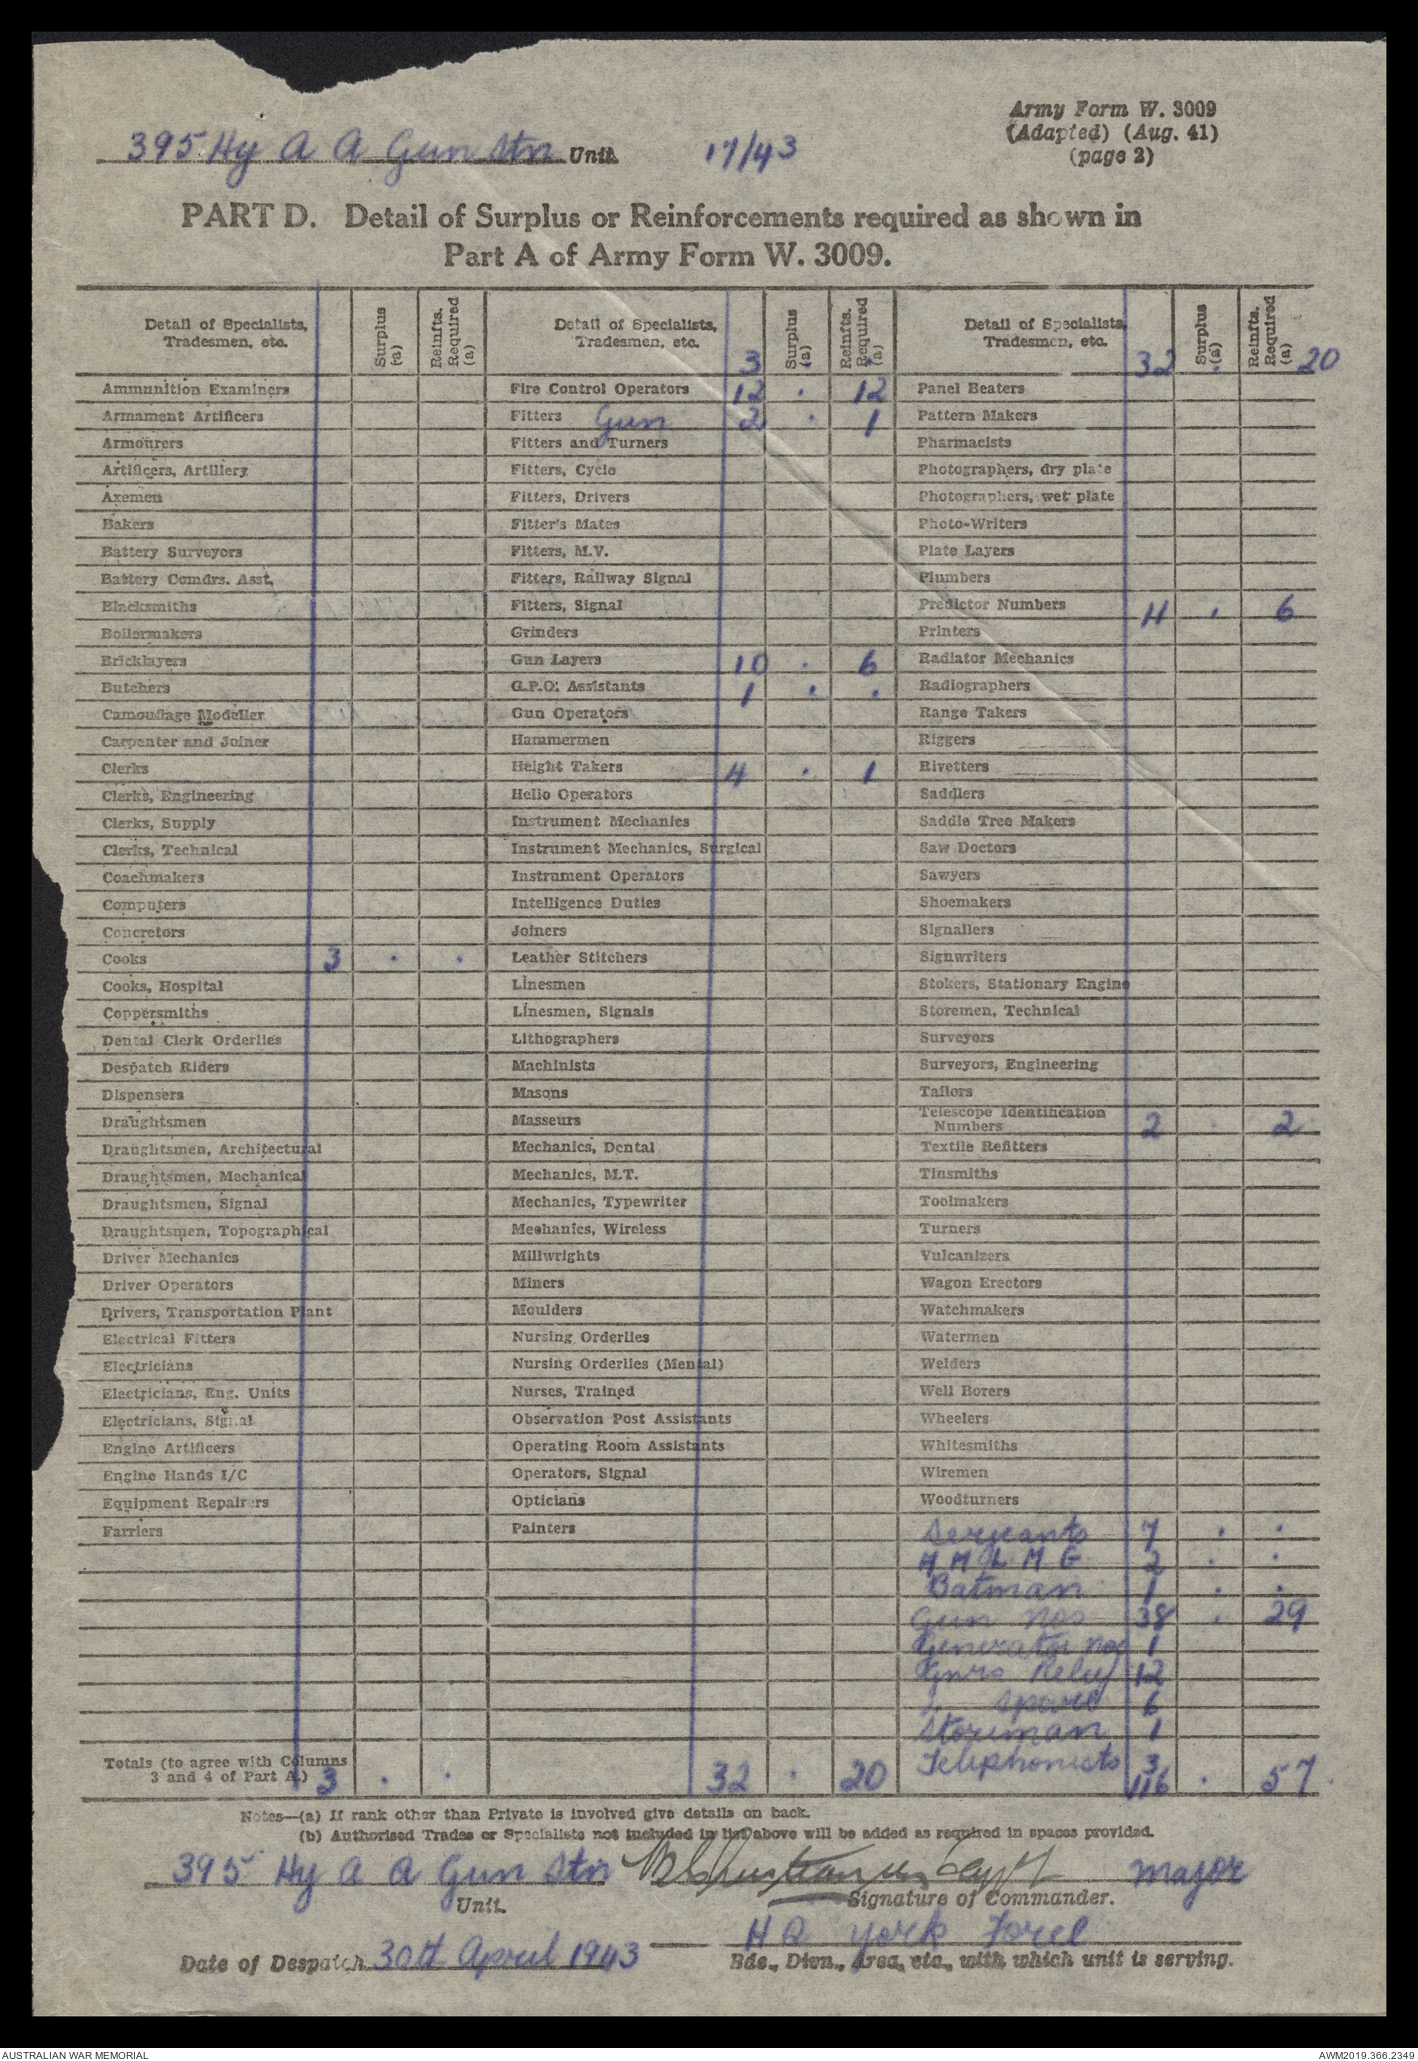 Army Form W. 3009
(Adapted) (Aug. 41)
(page 2)
395 Hy A A Gun Stn Unit. 17/43
PART D. Detail of Surplus or Reinforcements required as shown in
Part A of Army Form W. 3009.
Detail of Specialists, Tradesmen, etc. Surplus (a) Reinfts. Required (a) Detail of Specialists, Tradesmen, etc. 3 Surplus (a) Reinfts. Required (a) Detail of Specialists, Tradesmen, etc. 32 . Surplus (a) Reinfts. Required (a) 20
Ammunition Examiners Fire Control Operators 12 . 12 Panel Beaters
Armament Artificers Fitters Gun 2 . 1 Pattern Makers
Armourers Fitters and Turners Pharmacists
Artificers, Artillery Fitters, Cycle Photographers, dry plate
Axemen Fitters, Drivers Photographers, wet plate
Bakers Fitter's Mates Photo-Writers
Battery Surveyors Fitters, M.V. Plate Layers
Battery Comdrs. Asst. Fitters, Railway Signal Plumbers
Blacksmiths Fitters, Signal Predictor Numbers 11 . 6
Boilermakers Grinders Printers
Bricklayers Gun Layers 10 . 6 Radiator Mechanics
Butchers G.P.O. Assistants 1 . . Radiographers
Camouflage Modeller Gun Operators Range Takers
Carpenter and Joiner Hammermen Riggers
Clerks Height Takers 4 . 1 Rivetters
Clerks, Engineering Helio Operators Saddlers
Clerks, Supply Instrument Mechanics Saddle Tree Makers
Clerks, Technical Instrument Mechanics, Surgical Saw Doctors
Coachmakers Instrument Operators Sawyers
Computers Intelligence Duties Shoemakers
Concretors Joiners Signallers
Cooks 3 . . Leather Stitchers Signwriters
Cooks, Hospital Linesmen Stokers, Stationary Engine
Coppersmiths Linesmen, Signals Storemen, Technical
Dental Clerk Orderlies Lithographers Surveyors
Despatch Riders Machinists Surveyors, Engineering
Dispensers Masons Tailors
Draughtsmen Masseurs Telescope Identification Numbers 2 . 2
Draughtsmen, Architectural Mechanics, Dental Textile Refitters
Draughtsmen, Mechanical Mechanics, M.T. Tinsmiths
Draughtsmen, Signal Mechanics, Typewriter Toolmakers
Draughtsmen, Topographical Mechanics, Wireless Turners
Driver Mechanics Millwrights Vulcanizers
Driver Operators Miners Wagon Erectors
Drivers, Transportation Plant Moulders Watchmakers
Electrical Fitters Nursing Orderlies Watermen
Electricians Nursing Orderlies (Mental) Welders
Electricians, Eng. Units Nurses, Trained Well Borers
Electricians, Signal Observation Post Assistants Wheelers
Engine Artificers Operating Room Assistants Whitesmiths
Engine Hands I/C Operators, Signal Wiremen
Equipment Repairers Opticians Woodturners
Farriers Painters Sergeants 7 . .
A A L M G 2 . .
Batman 1 . .
Gun Nos 38 . 29
Generator Nos 1
Gnrs Relief 12
" Spare 6
Storeman 1
Telephonists 3
Totals (to agree with Columns 3 and 4 of Part A.) 3 . . 32 . 20 116 . 57
Notes—(a) If rank other than Private is involved give details on back.
(b) Authorised Trades or Specialists not included in list above will be added as required in spaces provided.
395 Hy A A Gun Stn Major
Unit. Signature of Commander.
H Q York Force
Date of Despatch 30th April 1943 Bde., Divn., Area, etc., with which unit is serving.
AUSTRALIAN WAR MEMORIAL AWM2019.366.2349